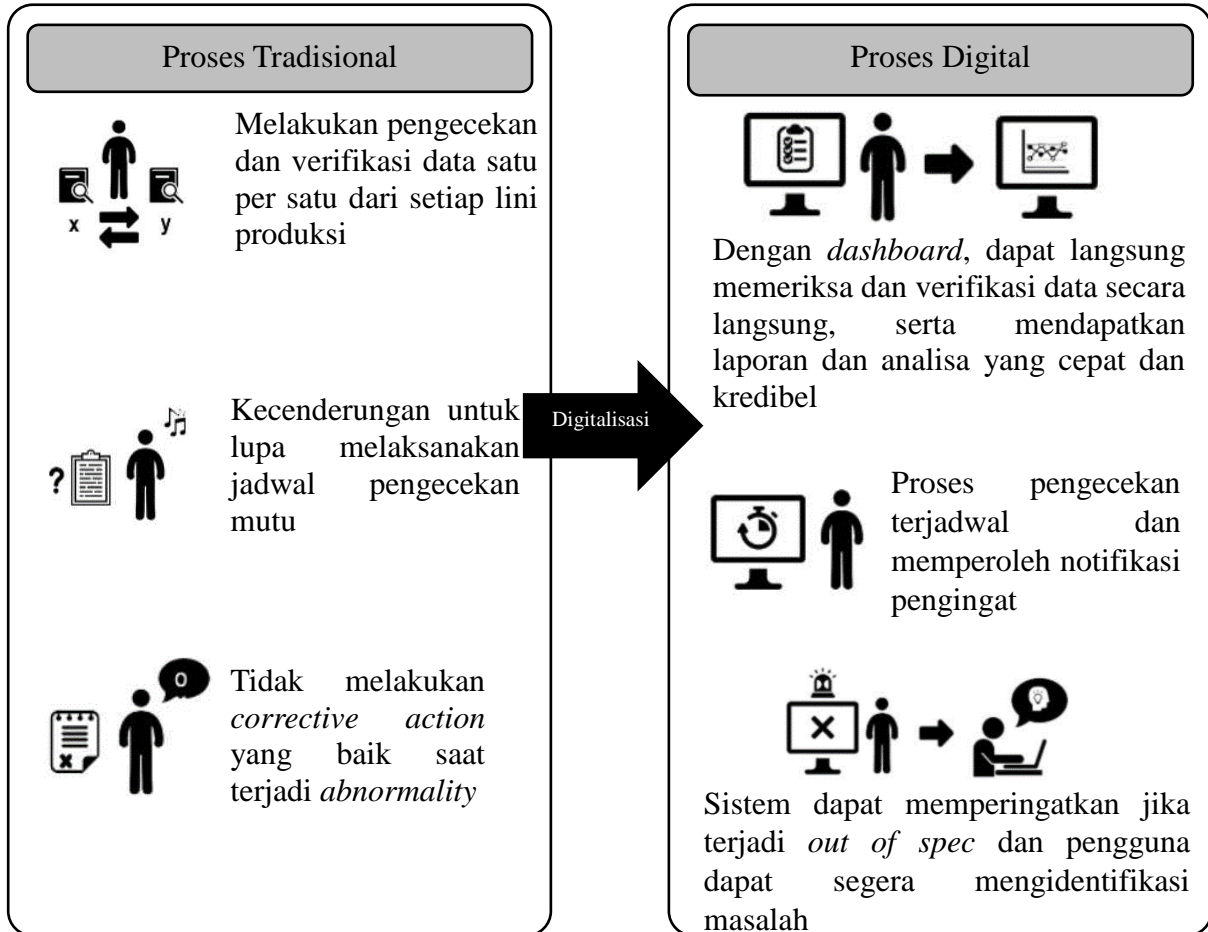 Proses Tradisional
Melakukan pengecekan
dan verifikasi data satu
per satu dari setiap lini
produksi
x
y
Kecenderungan untuk
lupa melaksanakan
jadwal pengecekan
mutu
?
Tidak melakukan
corrective action
yang baik saat
terjadi abnormality
Digitalisasi
Proses Digital
Dengan dashboard, dapat langsung
memeriksa dan verifikasi data secara
langsung, serta mendapatkan
laporan dan analisa yang cepat dan
kredibel
Proses pengecekan
terjadwal dan
memperoleh notifikasi
pengingat
Sistem dapat memperingatkan jika
terjadi out of spec dan pengguna
dapat segera mengidentifikasi
masalah